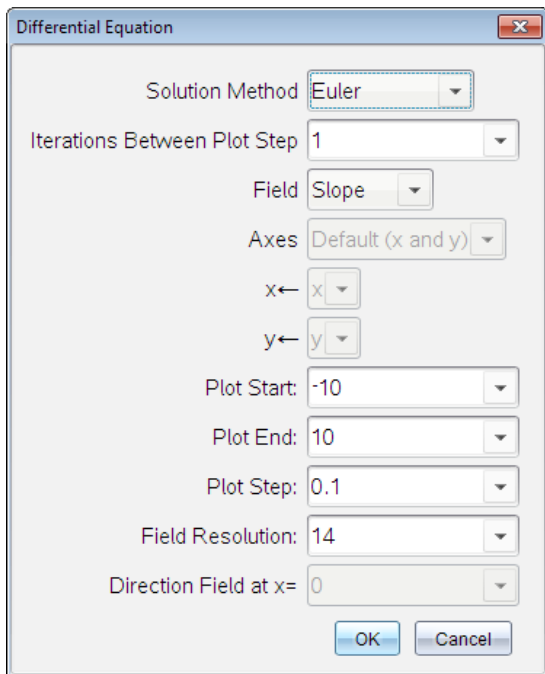 Differential Equation
Solution Method Euler
Iterations Between Plot Step 1
Field Slope
Axes Default (x and y)
x← x
y← y
Plot Start: -10
Plot End: 10
Plot Step: 0.1
Field Resolution: 14
Direction Field at x= 0
OK Cancel